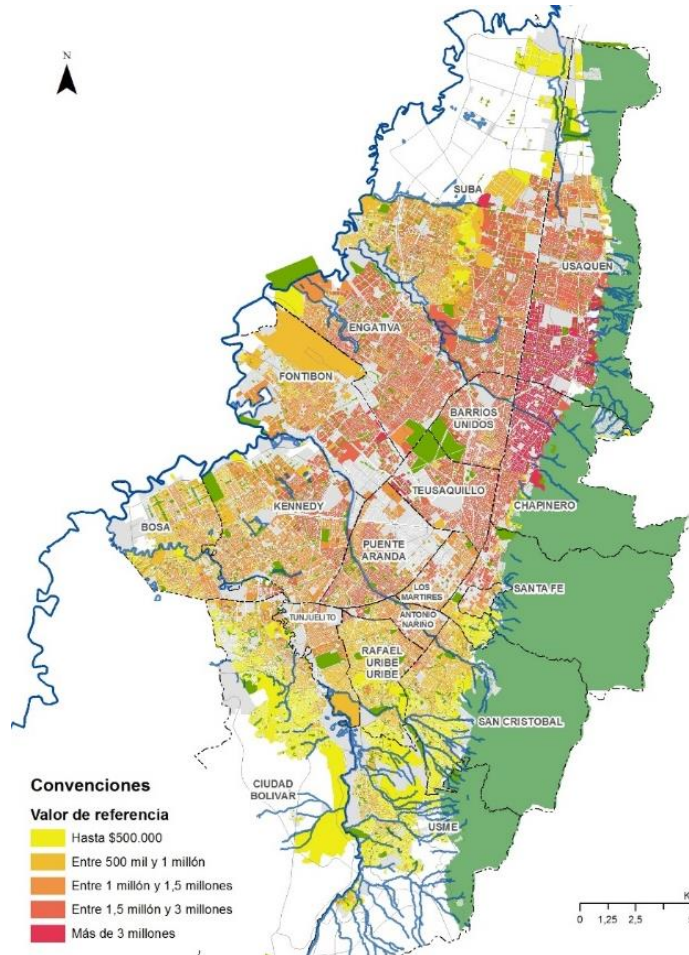 N
SUBA
USAQUEN
ENGATIVA
FONTIBON
BARRIOS
UNIDOS
TEUSAQUILLO
CHAPINERO
KENNEDY
BOSA
PUENTE
ARANDA
LOS
MARTIRES
SANTA FE
ANTONIO
NARIÑO
TUNJUELITO
RAFAEL
URIBE
URIBE
SAN CRISTOBAL
CIUDAD
BOLIVAR
USME
Convenciones
Valor de referencia
Hasta $500.000
Entre 500 mil y 1 millón
Entre 1 millón y 1,5 millones
Entre 1,5 millón y 3 millones
Más de 3 millones
0 1,25 2,5